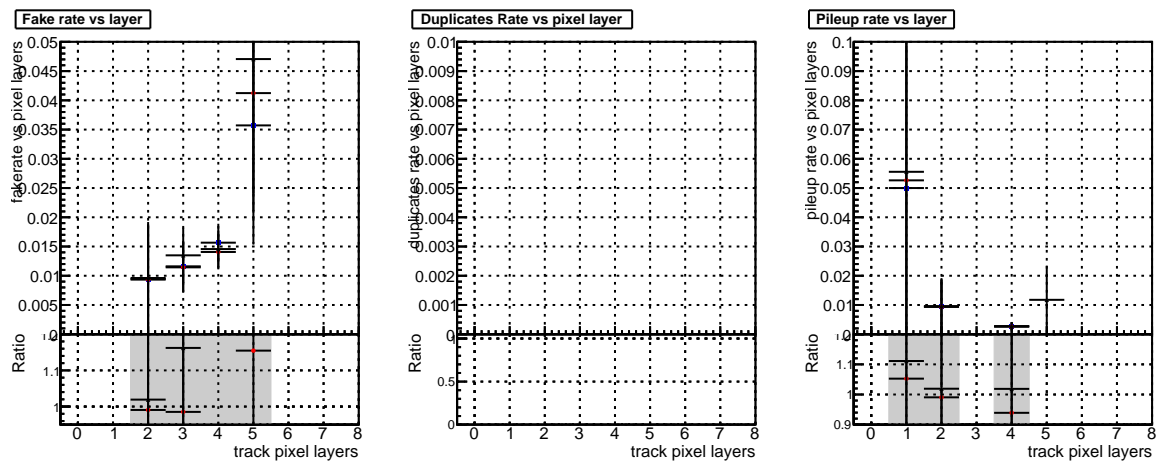 Fake rate vs layer
fakerate vs pixel layers
0.05
0.045
0.04
0.035
0.03
0.025
0.02
0.015
0.01
0.005
0
Ratio
1.1
1
0 1 2 3 4 5 6 7 8
track pixel layers
Duplicates Rate vs pixel layer
duplicates rate vs pixel layers
0.01
0.009
0.008
0.007
0.006
0.005
0.004
0.003
0.002
0.001
0
Ratio
1
0.5
0
0 1 2 3 4 5 6 7 8
track pixel layers
Pileup rate vs layer
pileup rate vs pixel layers
0.1
0.09
0.08
0.07
0.06
0.05
0.04
0.03
0.02
0.01
0
Ratio
1.1
1
0.9
0 1 2 3 4 5 6 7 8
track pixel layers